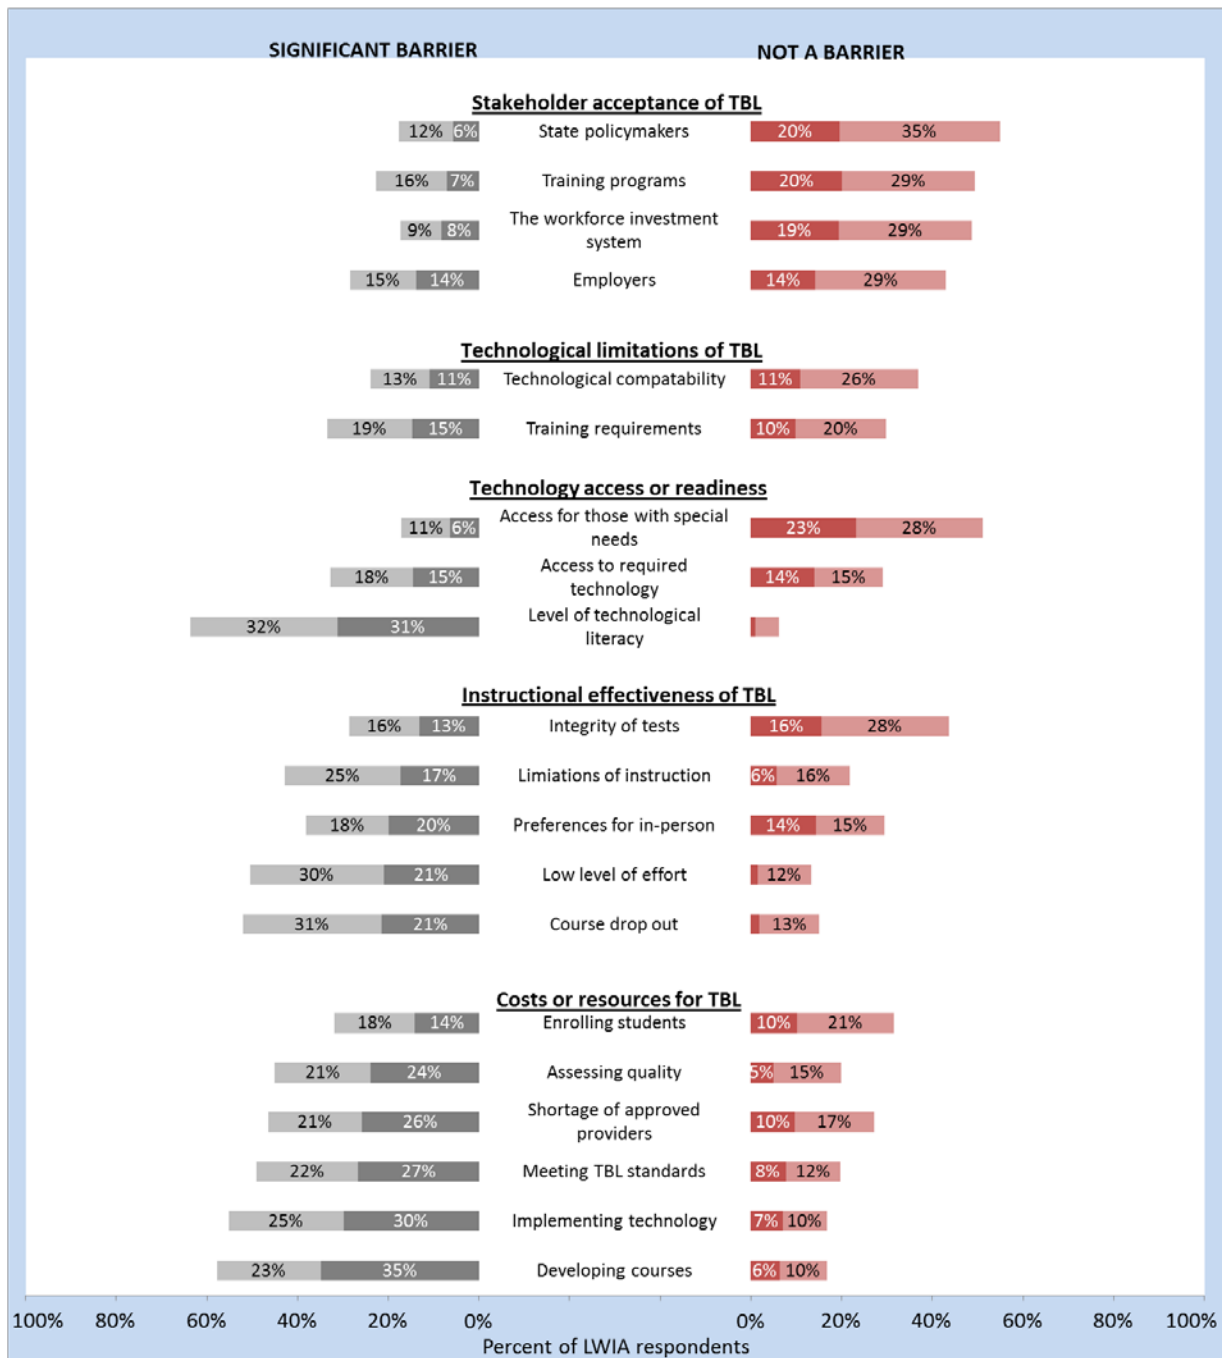 SIGNIFICANT BARRIER NOT A BARRIER
Stakeholder acceptance of TBL
12% 6% State policymakers 20% 35%
16% 7% Training programs 20% 29%
The workforce investment
9% 8% 19% 29%
system
15% 14% Employers 14% 29%
Technological limitations of TBL
13% 11% Technological compatability 11% 26%
19% 15% Training requirements 10% 20%
Technology access or readiness
Access for those with special
11% 6% 23% 28%
needs
Access to required
18% 15% 14% 15%
technology
Level of technological
32% 31%
literacy
Instructional effectiveness of TBL
16% 13% Integrity of tests 16% 28%
25% 17% Limiations of instruction 6% 16%
18% 20% Preferences for in-person 14% 15%
30% 21% Low level of effort 12%
31% 21% Course drop out 13%
Costs or resources for TBL
18% 14% Enrolling students 10% 21%
21% 24% Assessing quality 5% 15%
Shortage of approved
21% 26% 10% 17%
providers
22% 27% Meeting TBL standards 8% 12%
25% 30% Implementing technology 7% 10%
23% 35% Developing courses 6% 10%
100% 80% 60% 40% 20% 0% 0% 20% 40% 60% 80% 100%
Percent of LWIA respondents